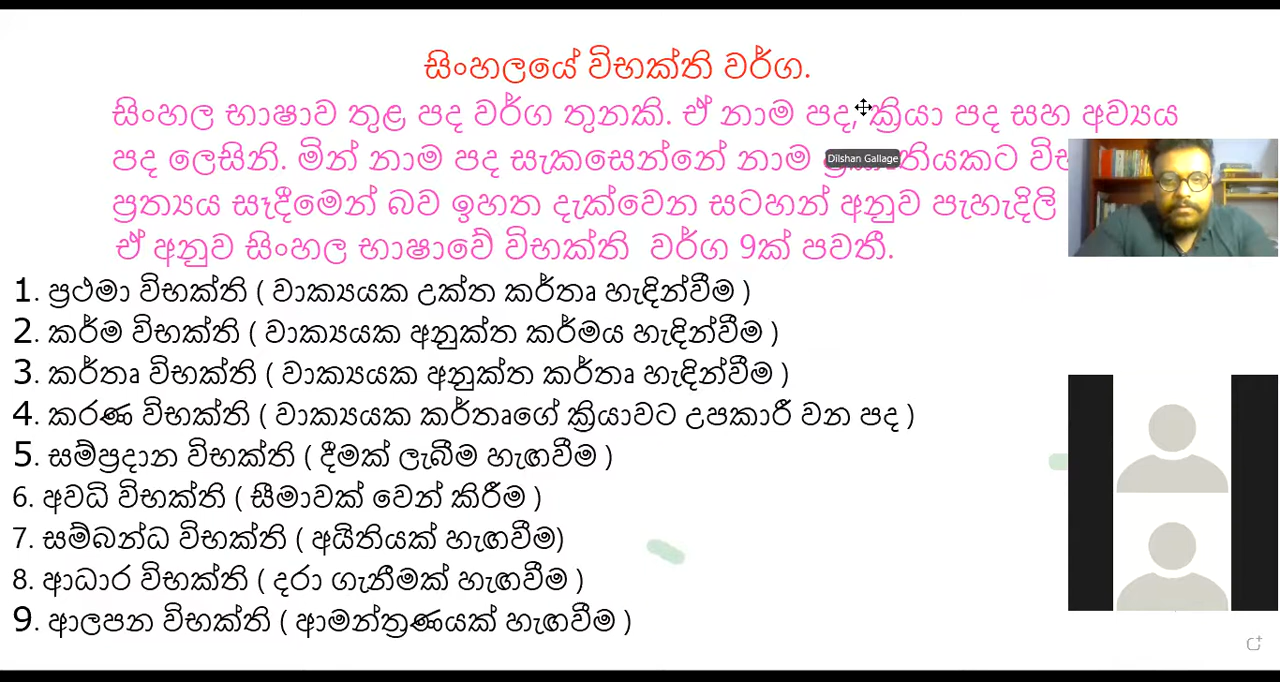 සිංහලයේ විභක්ති වර්ග.
සිංහල භාෂාව තුළ පද වර්ග තුනකි. ඒ නාම පද, ක්‍රියා පද සහ අව්‍යය
පද ලෙසිනි. මින් නාම පද සැකසෙන්නේ නාම
Dilshan Gallage
ප්‍රත්‍යය සෑදීමෙන් බව ඉහත දැක්වෙන සටහන් අනුව පැහැදිලි
ඒ අනුව සිංහල භාෂාවේ විභක්ති වර්ග 9ක් පවතී.
1. ප්‍රථමා විභක්ති ( වාක්‍යයක උක්ත කර්තෘ හැඳින්වීම )
2. කර්ම විභක්ති ( වාක්‍යයක අනුක්ත කර්මය හැඳින්වීම )
3. කර්තෘ විභක්ති ( වාක්‍යයක අනුක්ත කර්තෘ හැඳින්වීම )
4. කරණ විභක්ති ( වාක්‍යයක කර්තෘගේ ක්‍රියාවට උපකාරී වන පද )
5. සම්ප්‍රදාන විභක්ති ( දීමක් ලැබීම හැඟවීම )
6. අවධි විභක්ති ( සීමාවක් වෙන් කිරීම )
7. සම්බන්ධ විභක්ති ( අයිතියක් හැඟවීම)
8. ආධාර විභක්ති ( දරා ගැනීමක් හැඟවීම )
9. ආලපන විභක්ති ( ආමන්ත්‍රණයක් හැඟවීම )